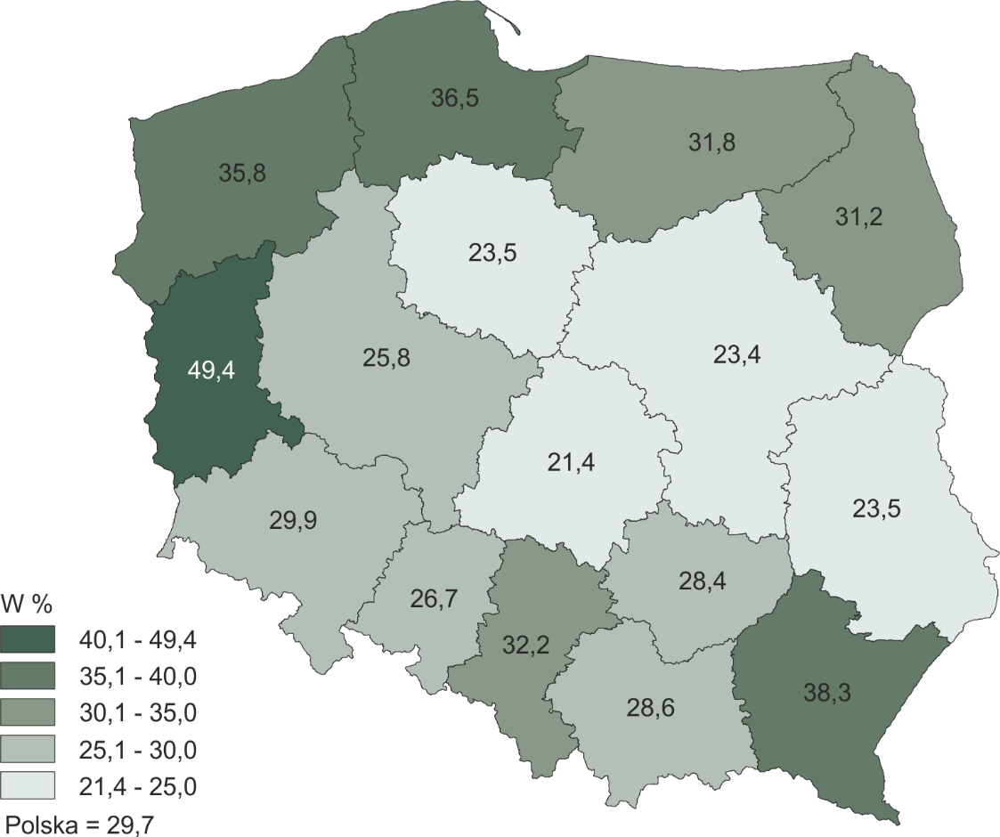 36,5
31,8
35,8
31,2
23,5
25,8
23,4
49,4
21,4
23,5
29,9
28,4
26,7
32,2
38,3
28,6
W %
40,1 - 49,4
35,1 - 40,0
30,1 - 35,0
25,1 - 30,0
21,4 - 25,0
Polska = 29,7